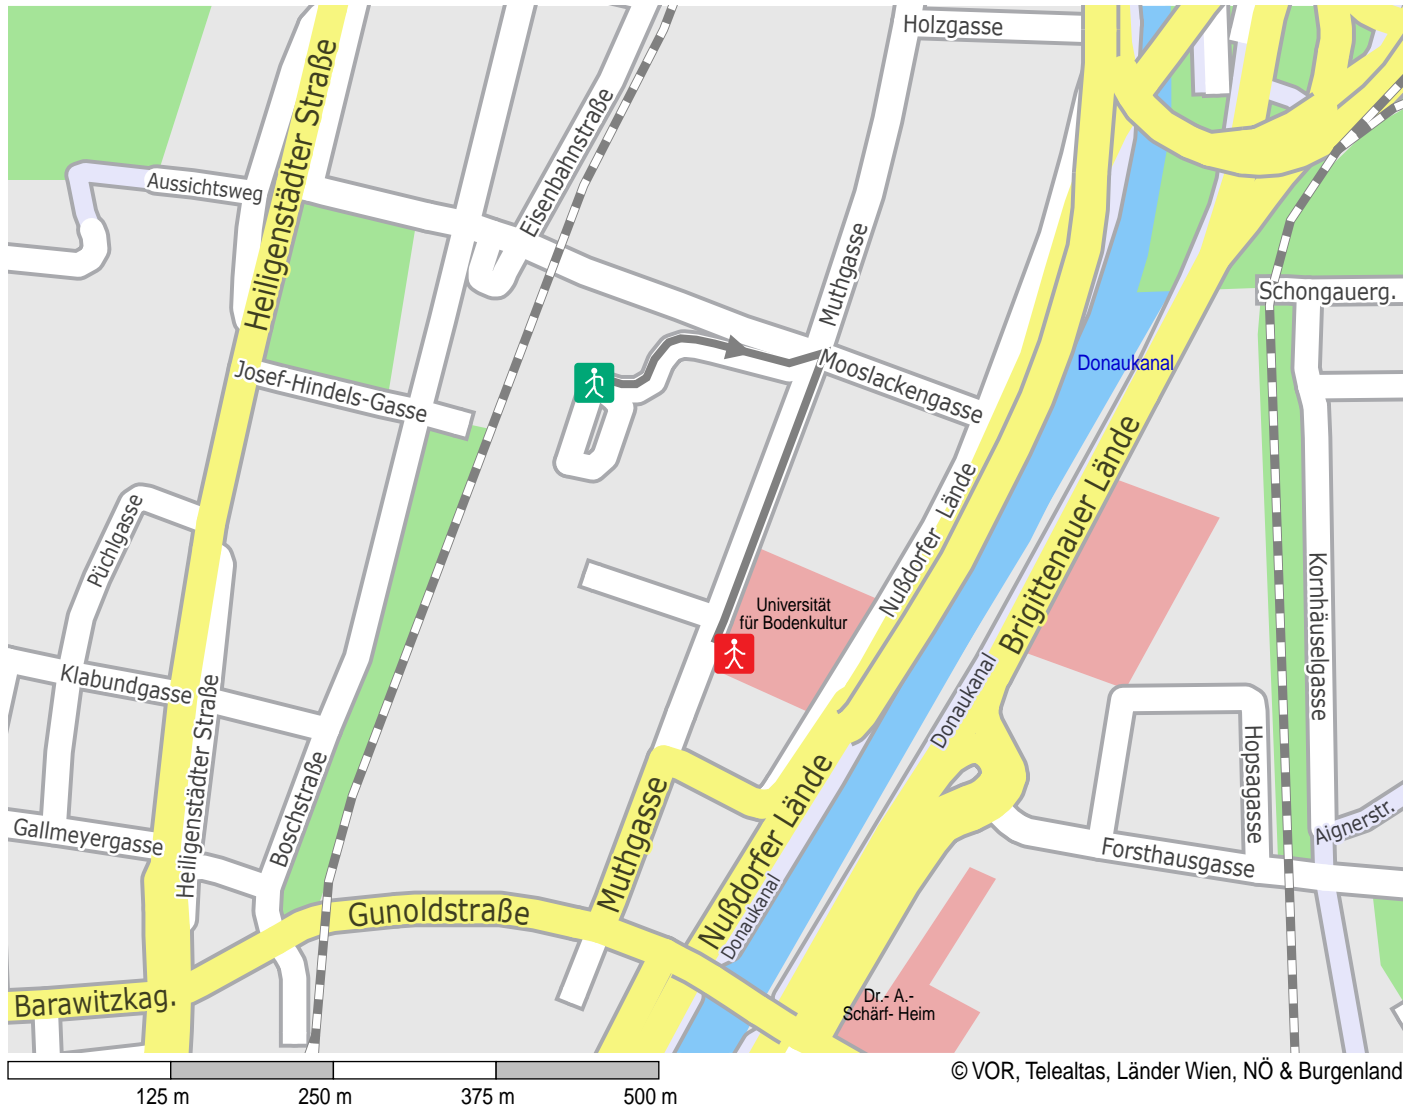 Holzgasse
Heiligenstädter Straße
Eisenbahnstraße
Aussichtsweg
Muthgasse
Schongauerg.
Donaukanal
Josef-Hindels-Gasse
Mooslackengasse
Brigittenauer Lände
Nußdorfer Lände
Püchlgasse
Kornhäuselgasse
Universität
für Bodenkultur
Klabundgasse
Heiligenstädter Straße
Donaukanal
Hopsagasse
Boschstraße
Muthgasse
Nußdorfer Lände
Gallmeyergasse
Aignerstr.
Forsthausgasse
Gunoldstraße
Donaukanal
Barawitzkag.
Dr.- A.-
Schärf- Heim
© VOR, Telealtas, Länder Wien, NÖ & Burgenland
125 m 250 m 375 m 500 m